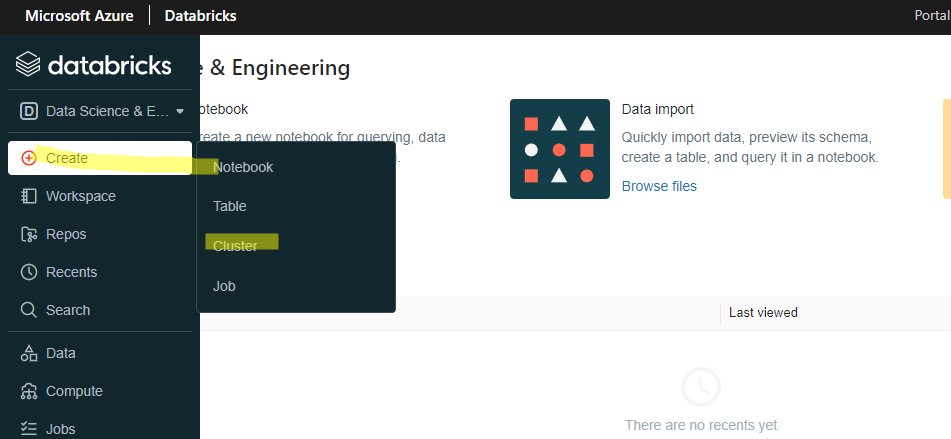 Microsoft Azure
Databricks
Portal
databricks
e & Engineering
D
Data Science & E...
Create
Workspace
Repos
Recents
Search
Data
Compute
Jobs
Notebook
Table
Cluster
Job
otebook
reate a new notebook for querying, data
Data import
Quickly import data, preview its schema,
create a table, and query it in a notebook.
Browse files
Last viewed
There are no recents yet